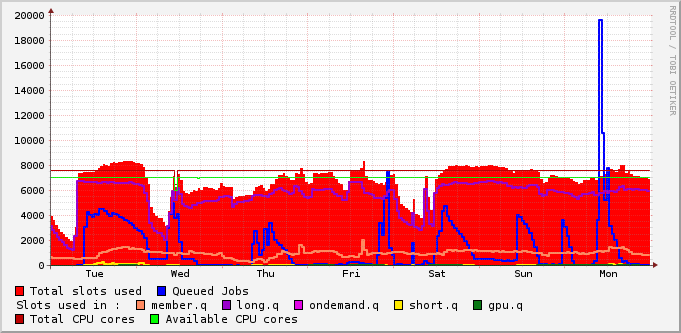 20000
18000
16000
14000
12000
10000
8000
6000
4000
2000
0
Tue Wed Thu Fri Sat Sun Mon
Total slots used Queued Jobs
Slots used in : member.q long.q ondemand.q short.q gpu.q
Total CPU cores Available CPU cores
RRDTOOL / TOBI OETIKER